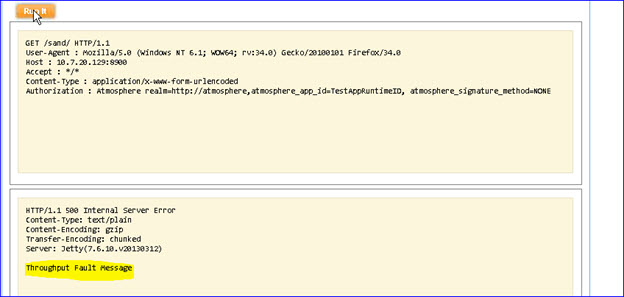 Run It
GET /sand/ HTTP/1.1
User-Agent : Mozilla/5.0 (Windows NT 6.1; WOW64; rv:34.0) Gecko/20100101 Firefox/34.0
Host : 10.7.20.129:8900
Accept : */*
Content-Type : application/x-www-form-urlencoded
Authorization : Atmosphere realm=http://atmosphere,atmosphere_app_id=TestAppRuntimeID, atmosphere_signature_method=NONE
HTTP/1.1 500 Internal Server Error
Content-Type: text/plain
Content-Encoding: gzip
Transfer-Encoding: chunked
Server: Jetty(7.6.10.v20130312)
Throughput Fault Message